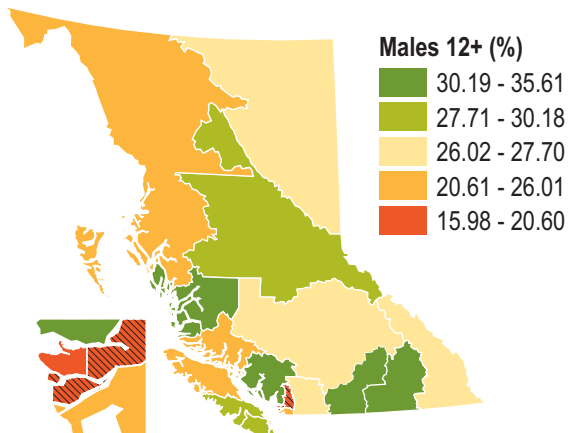 Males 12+ (%)
30.19 - 35.61
27.71 - 30.18
26.02 - 27.70
20.61 - 26.01
15.98 - 20.60